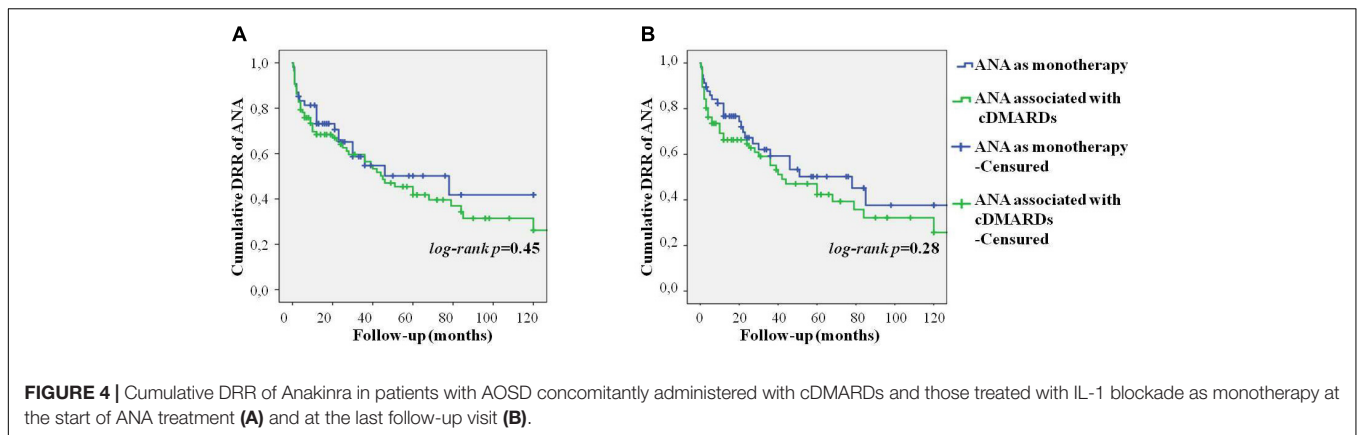 A
B
Cumulative DRR of ANA
1,0
0,8
0,6
0,4
0,2
0,0
log-rank p=0.45
0 20 40 60 80 100 120
Follow-up (months)
Cumulative DRR of ANA
1,0
0,8
0,6
0,4
0,2
0,0
log-rank p=0.28
0 20 40 60 80 100 120
Follow-up (months)
ANA as monotherapy
ANA associated with
cDMARDs
ANA as monotherapy
-Censured
ANA associated with
cDMARDs
-Censured
FIGURE 4 | Cumulative DRR of Anakinra in patients with AOSD concomitantly administered with cDMARDs and those treated with IL-1 blockade as monotherapy at
the start of ANA treatment (A) and at the last follow-up visit (B).